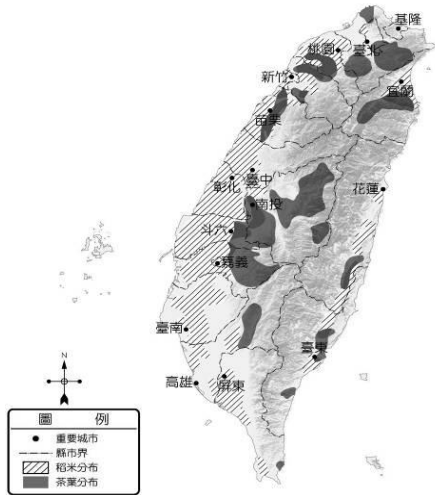 基隆
臺北
桃園
新竹
宜蘭
苗栗
臺中
彰化
花蓮
南投
斗六
嘉義
臺南
臺東
高雄
屏東
N
圖 例
重要城市
縣市界
稻米分布
茶葉分布